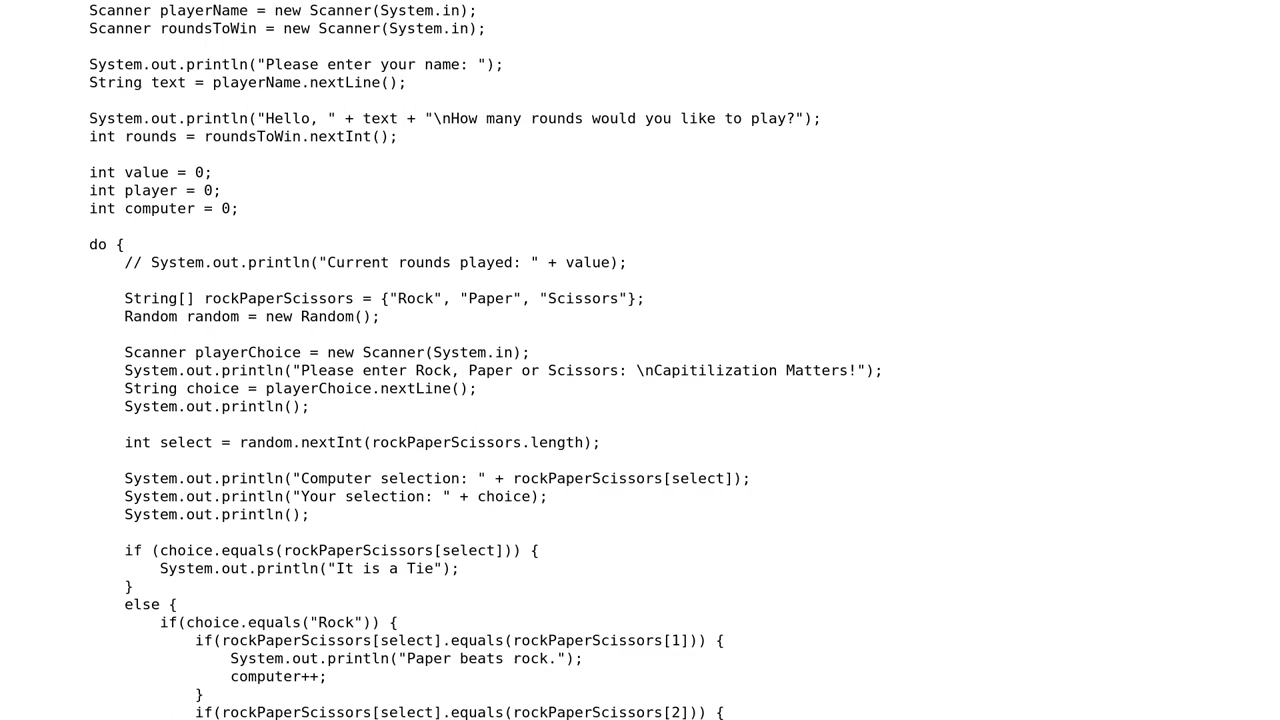 Scanner playerName = new Scanner(System.in);
Scanner roundsToWin = new Scanner(System.in);
System.out.println("Please enter your name: ");
String text = playerName.nextLine();
System.out.println("Hello, " + text + "\nHow many rounds would you like to play?");
int rounds = roundsToWin.nextInt();
int value = 0;
int player = 0;
int computer = 0;
do {
// System.out.println("Current rounds played: " + value);
String[] rockPaperScissors = {"Rock", "Paper", "Scissors"};
Random random = new Random();
Scanner playerChoice = new Scanner(System.in);
System.out.println("Please enter Rock, Paper or Scissors: \nCapitilization Matters!");
String choice = playerChoice.nextLine();
System.out.println();
int select = random.nextInt(rockPaperScissors.length);
System.out.println("Computer selection: " + rockPaperScissors[select]);
System.out.println("Your selection: " + choice);
System.out.println();
if (choice.equals(rockPaperScissors[select])) {
System.out.println("It is a Tie");
}
else {
if(choice.equals("Rock")) {
if(rockPaperScissors[select].equals(rockPaperScissors[1])) {
System.out.println("Paper beats rock.");
computer++;
}
if(rockPaperScissors[select].equals(rockPaperScissors[2])) {